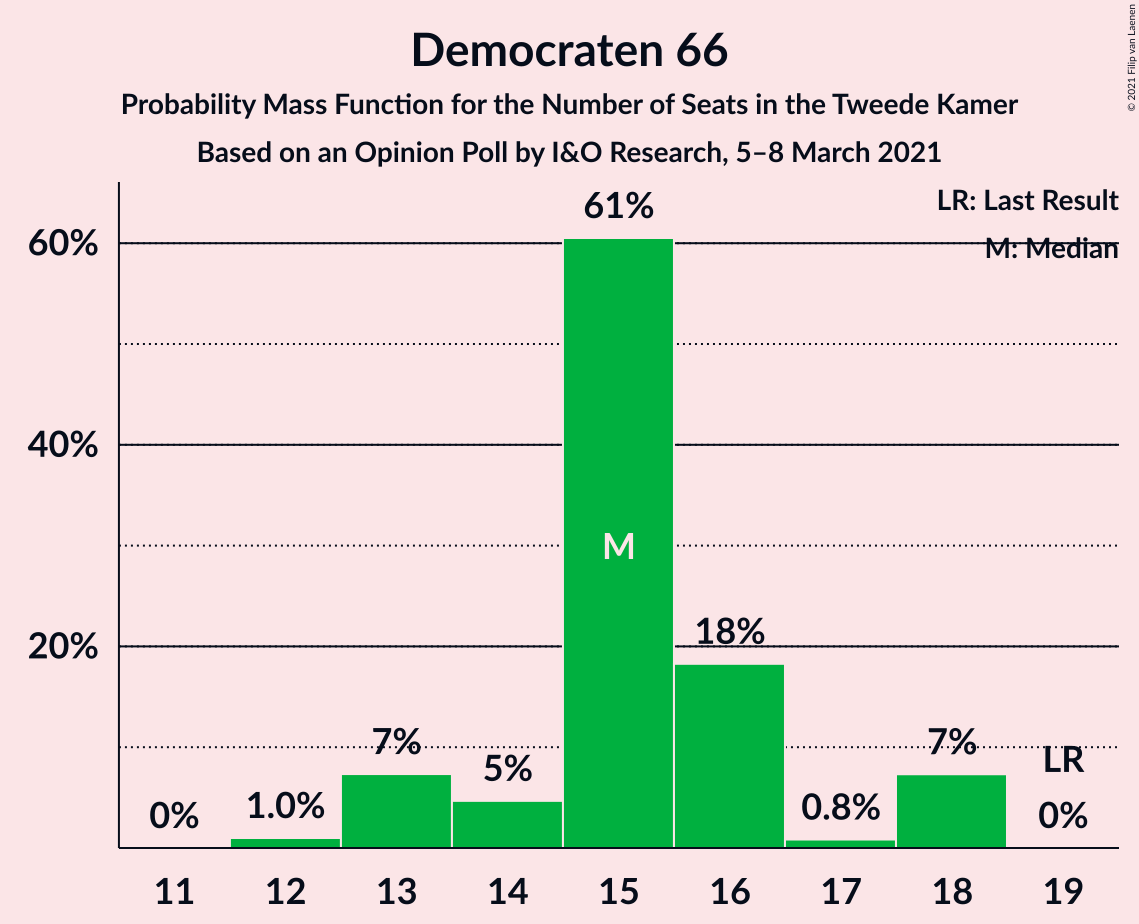 Democraten 66
Probability Mass Function for the Number of Seats in the Tweede Kamer
Based on an Opinion Poll by I&O Research, 5–8 March 2021
© 2021 Filip van Laenen
LR: Last Result
M: Median
60%
40%
20%
0%
1.0%
7%
5%
61%
M
18%
0.8%
7%
LR
0%
11 12 13 14 15 16 17 18 19